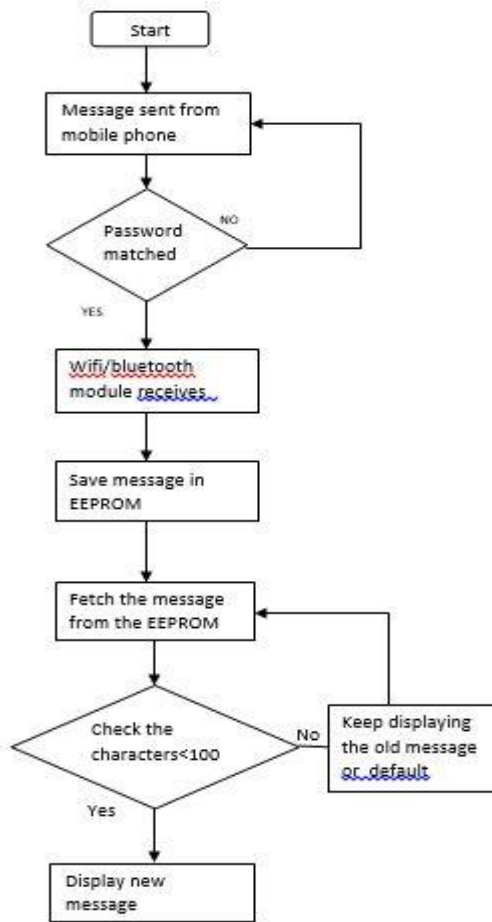 Start
Message sent from
mobile phone
NO
Password
matched
YES
Wifi/bluetooth
module receives
Save message in
EEPROM
Fetch the message
from the EEPROM
Check the
characters<100
No
Keep displaying
the old message
or default
Yes
Display new
message